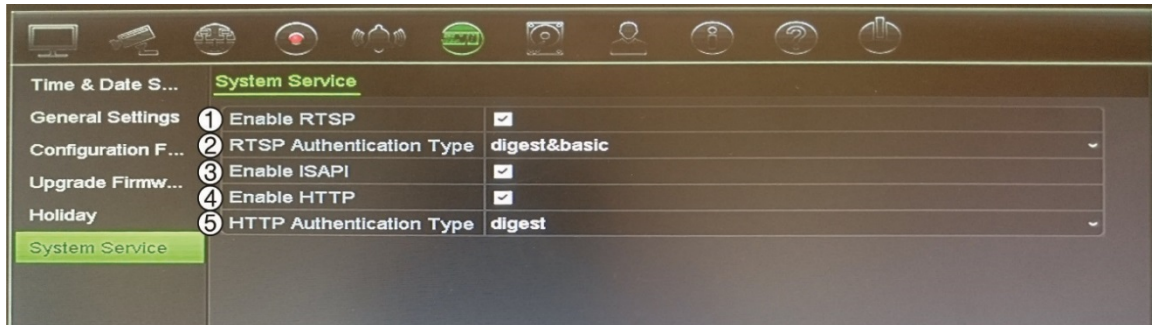 MENU
Time & Date S...
System Service
General Settings
① Enable RTSP
Configuration F...
② RTSP Authentication Type digest&basic
③ Enable ISAPI
Upgrade Firmw...
④ Enable HTTP
Holiday
⑤ HTTP Authentication Type digest
System Service